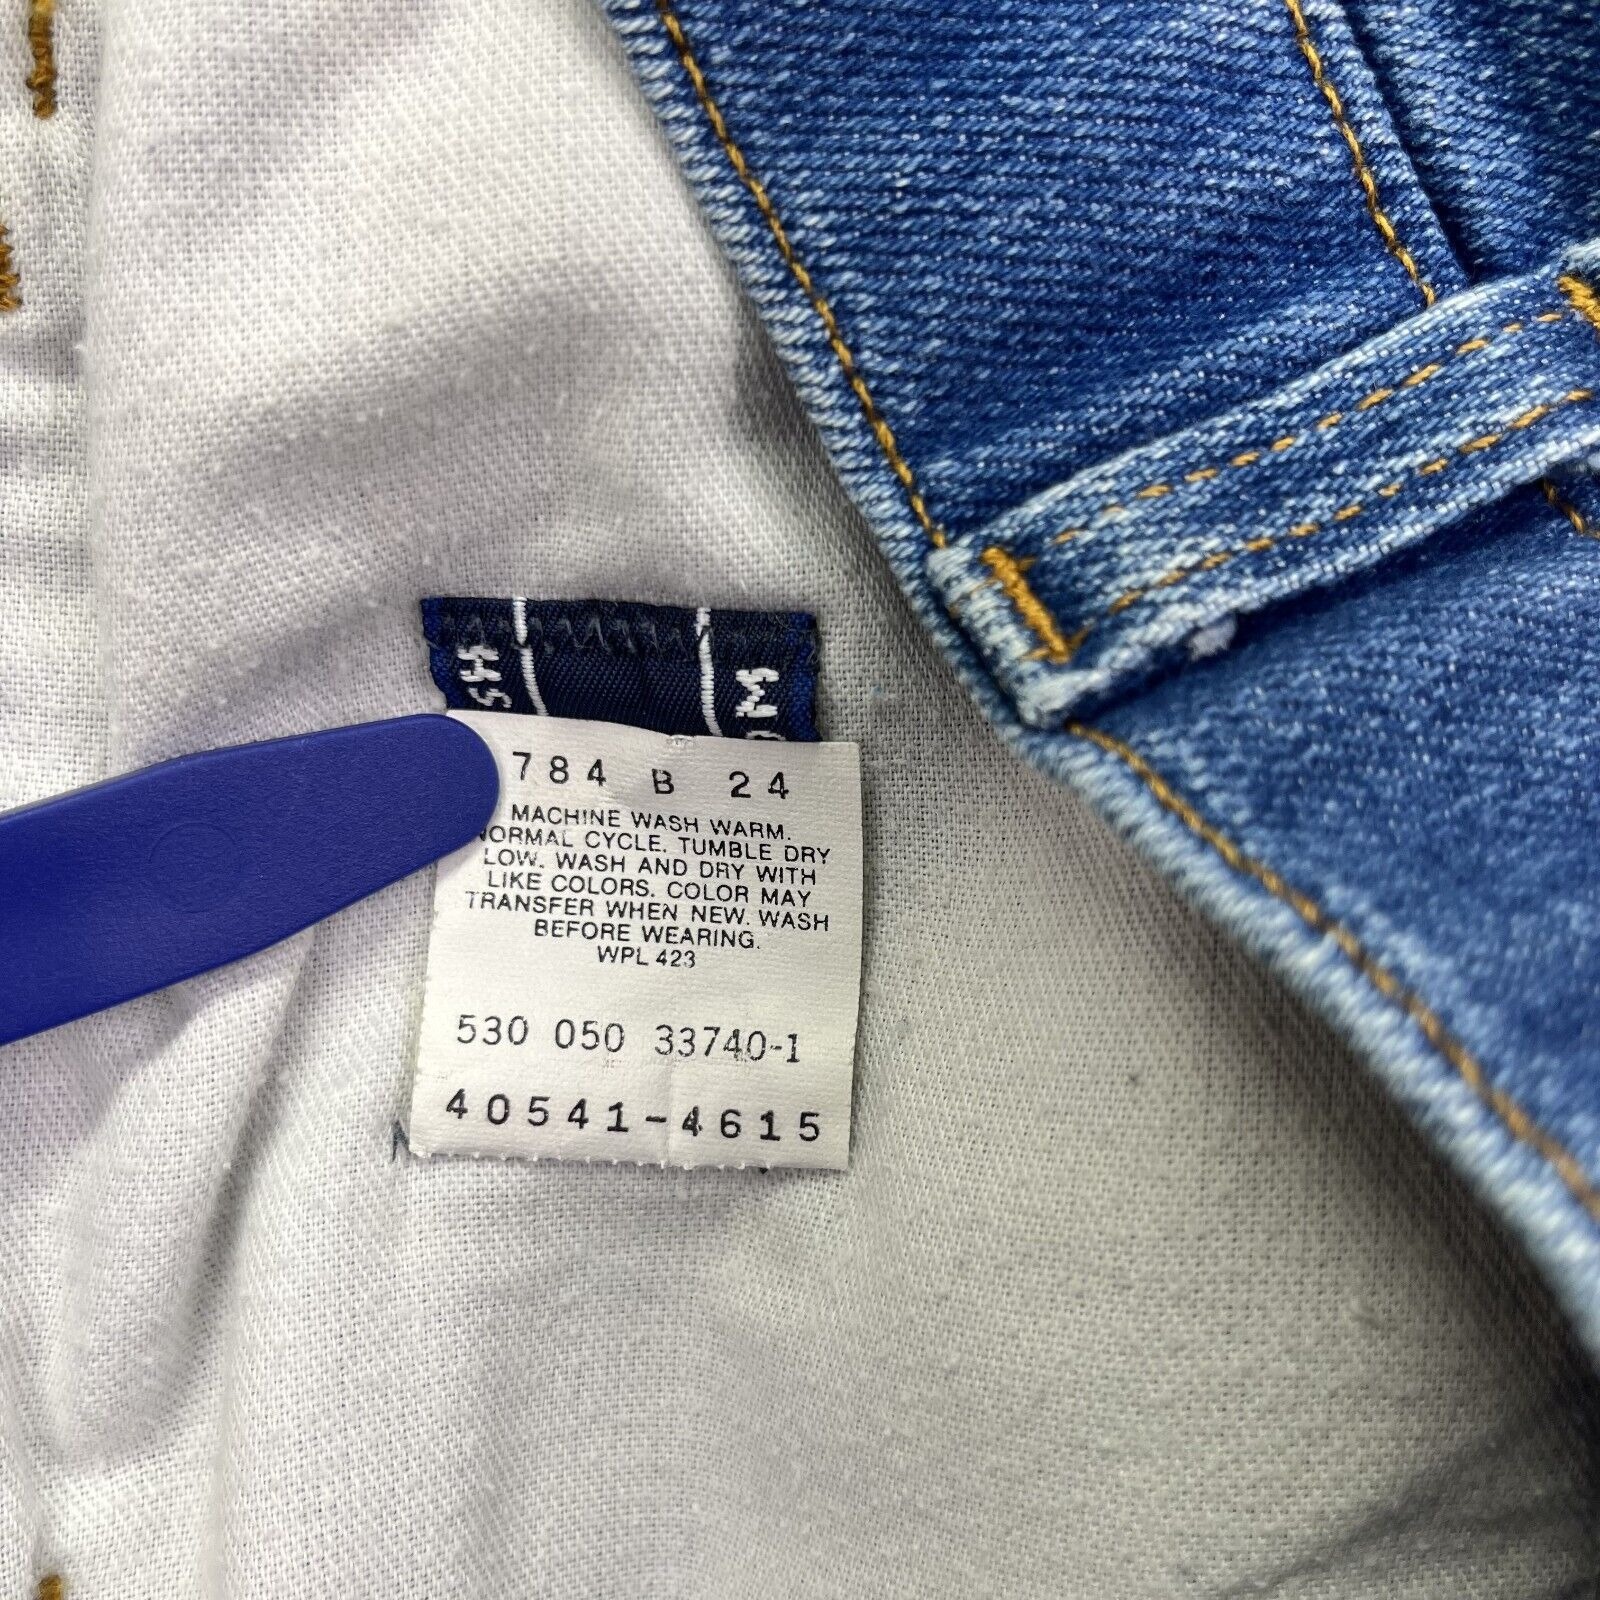 784 B 24
MACHINE WASH WARM.
NORMAL CYCLE. TUMBLE DRY
LOW. WASH AND DRY WITH
LIKE COLORS. COLOR MAY
TRANSFER WHEN NEW. WASH
BEFORE WEARING.
WPL 423
530 050 33740-1
40541-4615